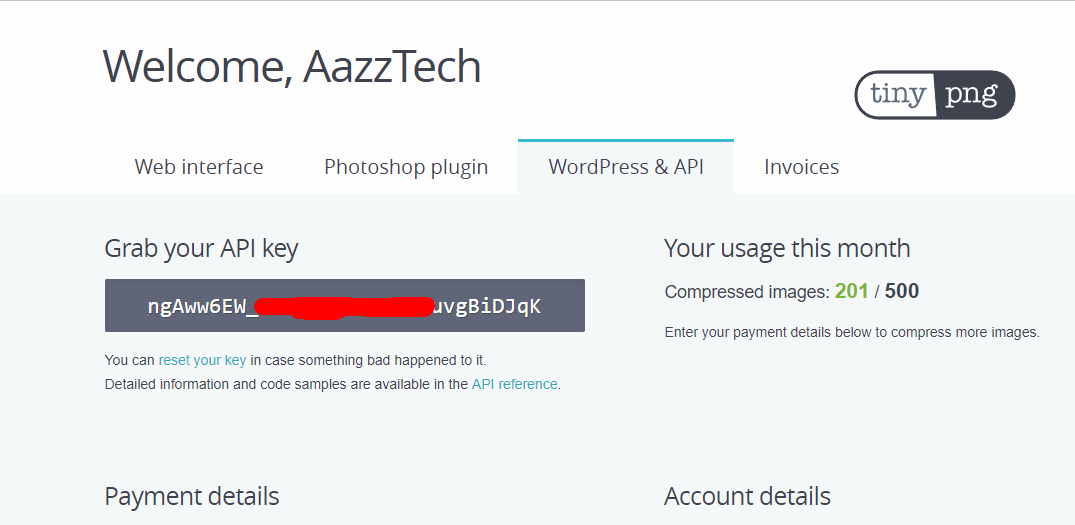 Welcome, AazzTech
tiny png
Web interface Photoshop plugin WordPress & API Invoices
Grab your API key
ngAww6EW_ uvgBiDJqK
You can reset your key in case something bad happened to it.
Detailed information and code samples are available in the API reference.
Your usage this month
Compressed images: 201 / 500
Enter your payment details below to compress more images.
Payment details
Account details